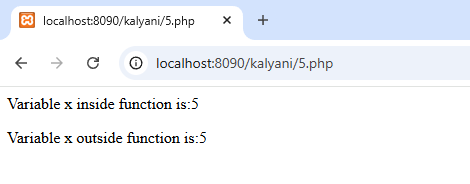 localhost:8090/kalyani/5.php
localhost:8090/kalyani/5.php
Variable x inside function is:5
Variable x outside function is:5